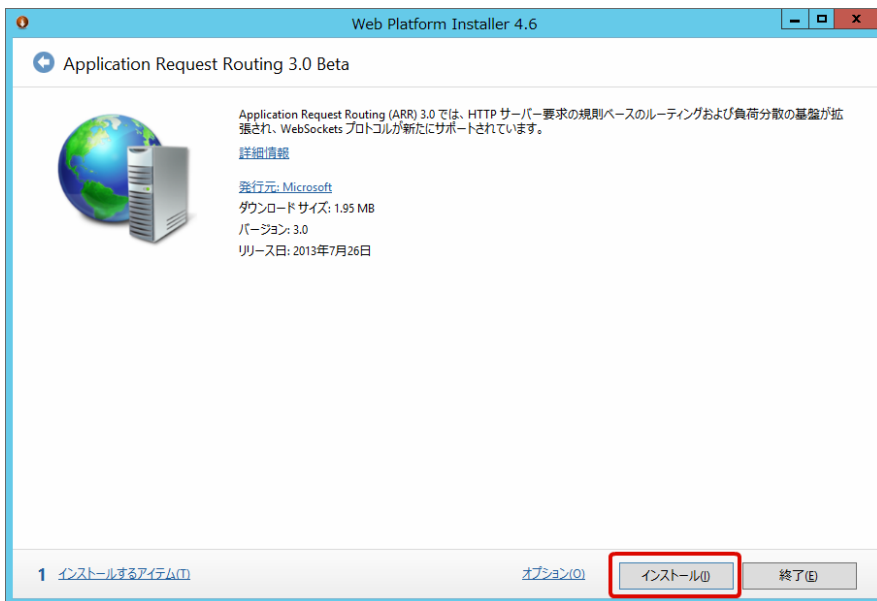 Web Platform Installer 4.6
Application Request Routing 3.0 Beta
Application Request Routing (ARR) 3.0 では、HTTP サーバー要求の規則ベースのルーティングおよび負荷分散の基盤が拡
張され、WebSockets プロトコルが新たにサポートされています。
詳細情報
発行元: Microsoft
ダウンロード サイズ: 1.95 MB
バージョン: 3.0
リリース日: 2013年7月26日
1 インストールするアイテム(T) オプション(O) インストール(I) 終了(E)